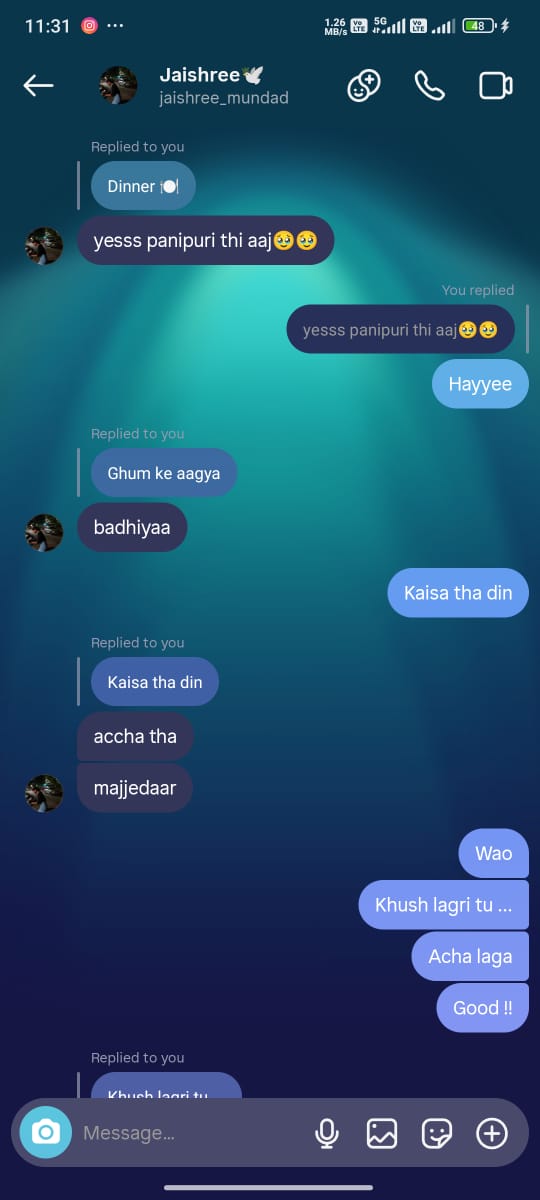 11:31
1.26 MB/s Vo LTE 5G Vo LTE 48
Jaishree🕊️
jaishree_mundad
Replied to you
Dinner 🍽️
yesss panipuri thi aaj🥹🥹
You replied
yesss panipuri thi aaj🥹🥹
Hayyee
Replied to you
Ghum ke aagya
badhiyaa
Kaisa tha din
Replied to you
Kaisa tha din
accha tha
majjedaar
Wao
Khush lagri tu ...
Acha laga
Good !!
Replied to you
Khush lagri tu ...
Message...